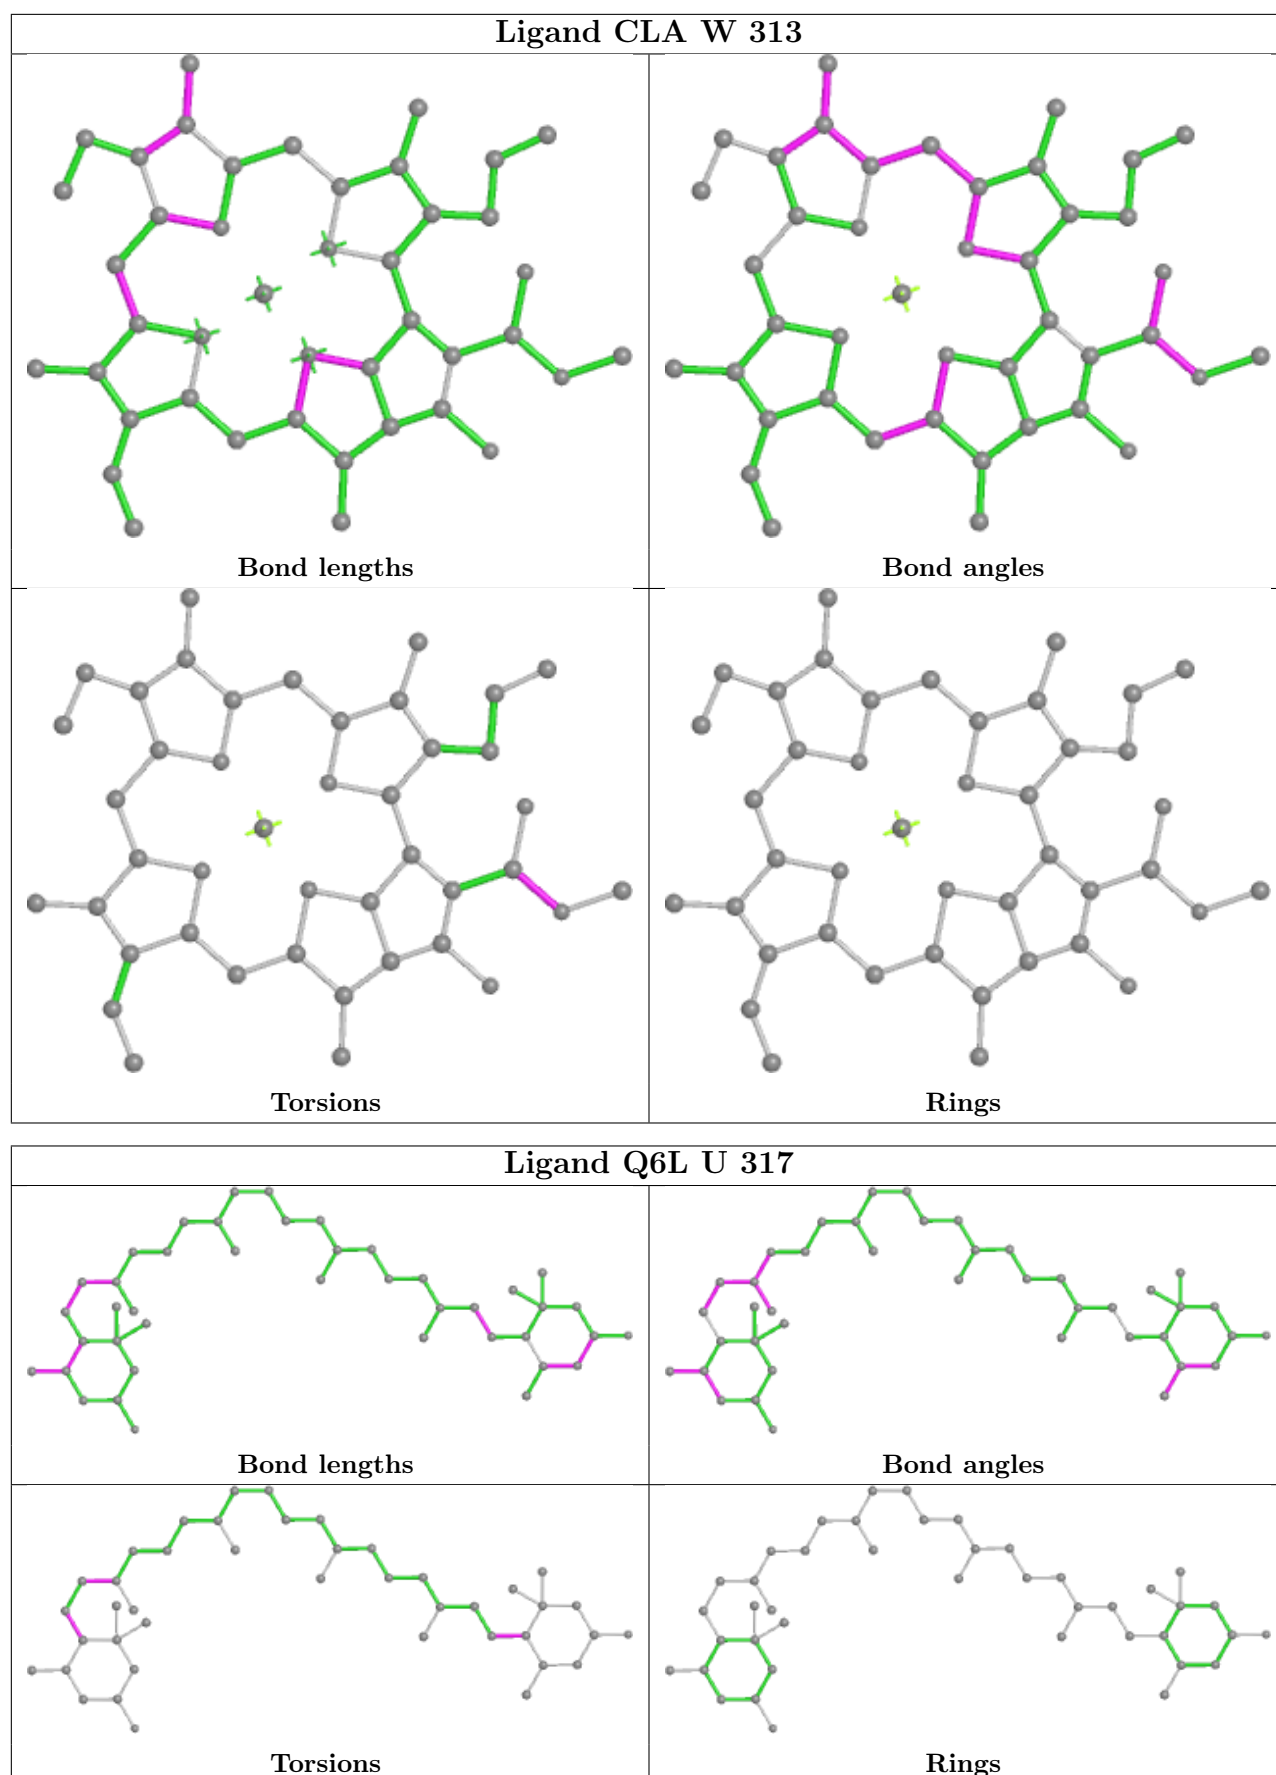 Ligand CLA W 313
Bond lengths
Bond angles
Torsions
Rings
Ligand Q6L U 317
Bond lengths
Bond angles
Torsions
Rings